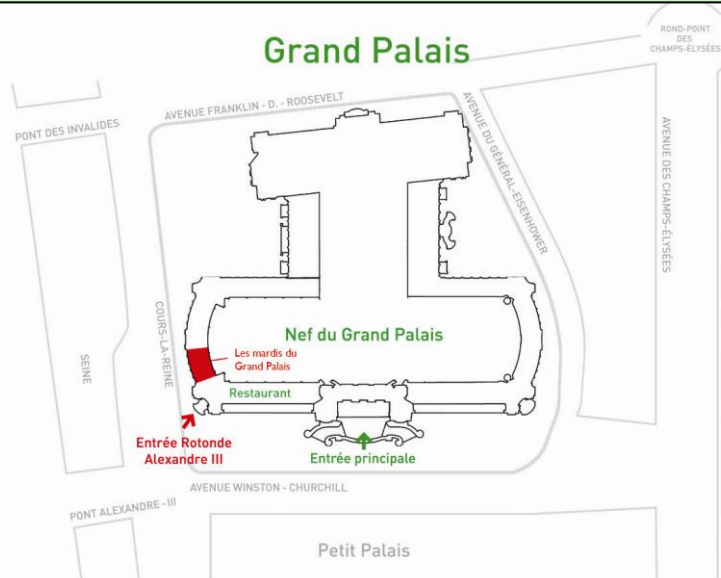 Grand Palais
ROND-POINT
DES
CHAMPS-ÉLYSÉES
AVENUE FRANKLIN - D. - ROOSEVELT
PONT DES INVALIDES
AVENUE DU GÉNÉRAL-EISENHOWER
AVENUE DES CHAMPS-ÉLYSÉES
COURS-LA-REINE
SEINE
Nef du Grand Palais
Les mardis du
Grand Palais
Restaurant
Entrée Rotonde
Alexandre III
Entrée principale
AVENUE WINSTON - CHURCHILL
PONT ALEXANDRE - III
Petit Palais